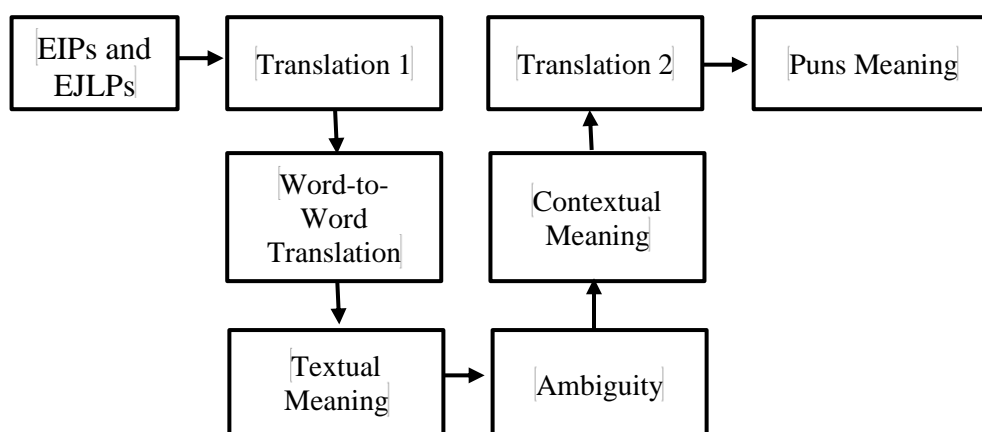 EIPs and
EJLPs
Translation 1
Word-to-
Word
Translation
Textual
Meaning
Ambiguity
Contextual
Meaning
Translation 2
Puns Meaning